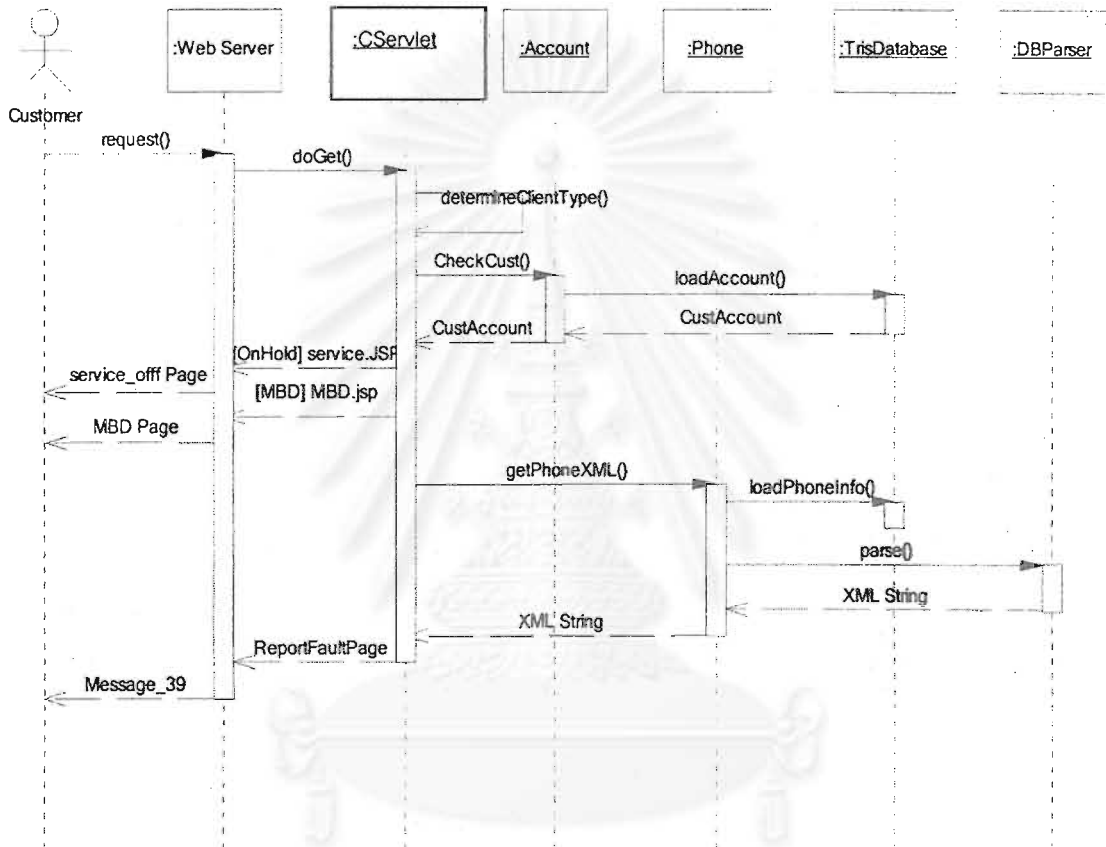 :Web Server
:CServlet
:Account
:Phone
:TrisDatabase
:DBParser
Customer
request()
doGet()
determineClientType()
CheckCust()
loadAccount()
CustAccount
CustAccount
[OnHold] service.JSP
service_offf Page
[MBD] MBD.jsp
MBD Page
getPhoneXML()
loadPhoneInfo()
parse()
XML String
XML String
ReportFaultPage
Message_39